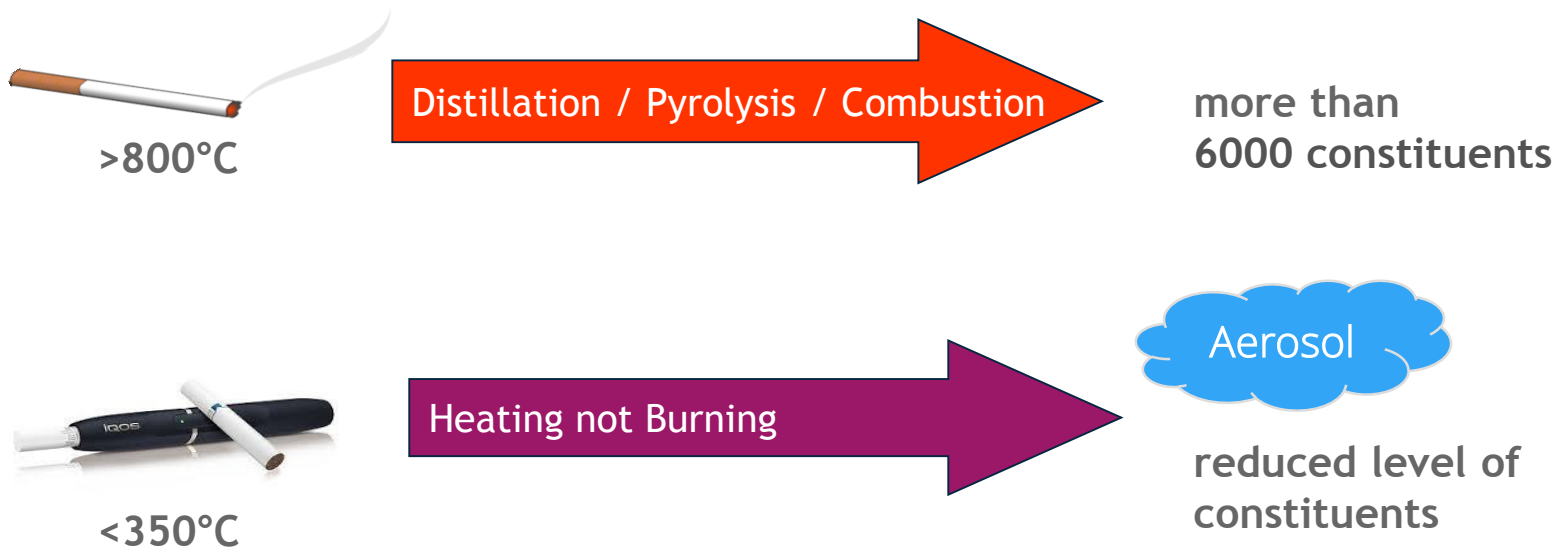 Distillation / Pyrolysis / Combustion
more than
6000 constituents
>800°C
Aerosol
Heating not Burning
IQOS
reduced level of
constituents
<350°C